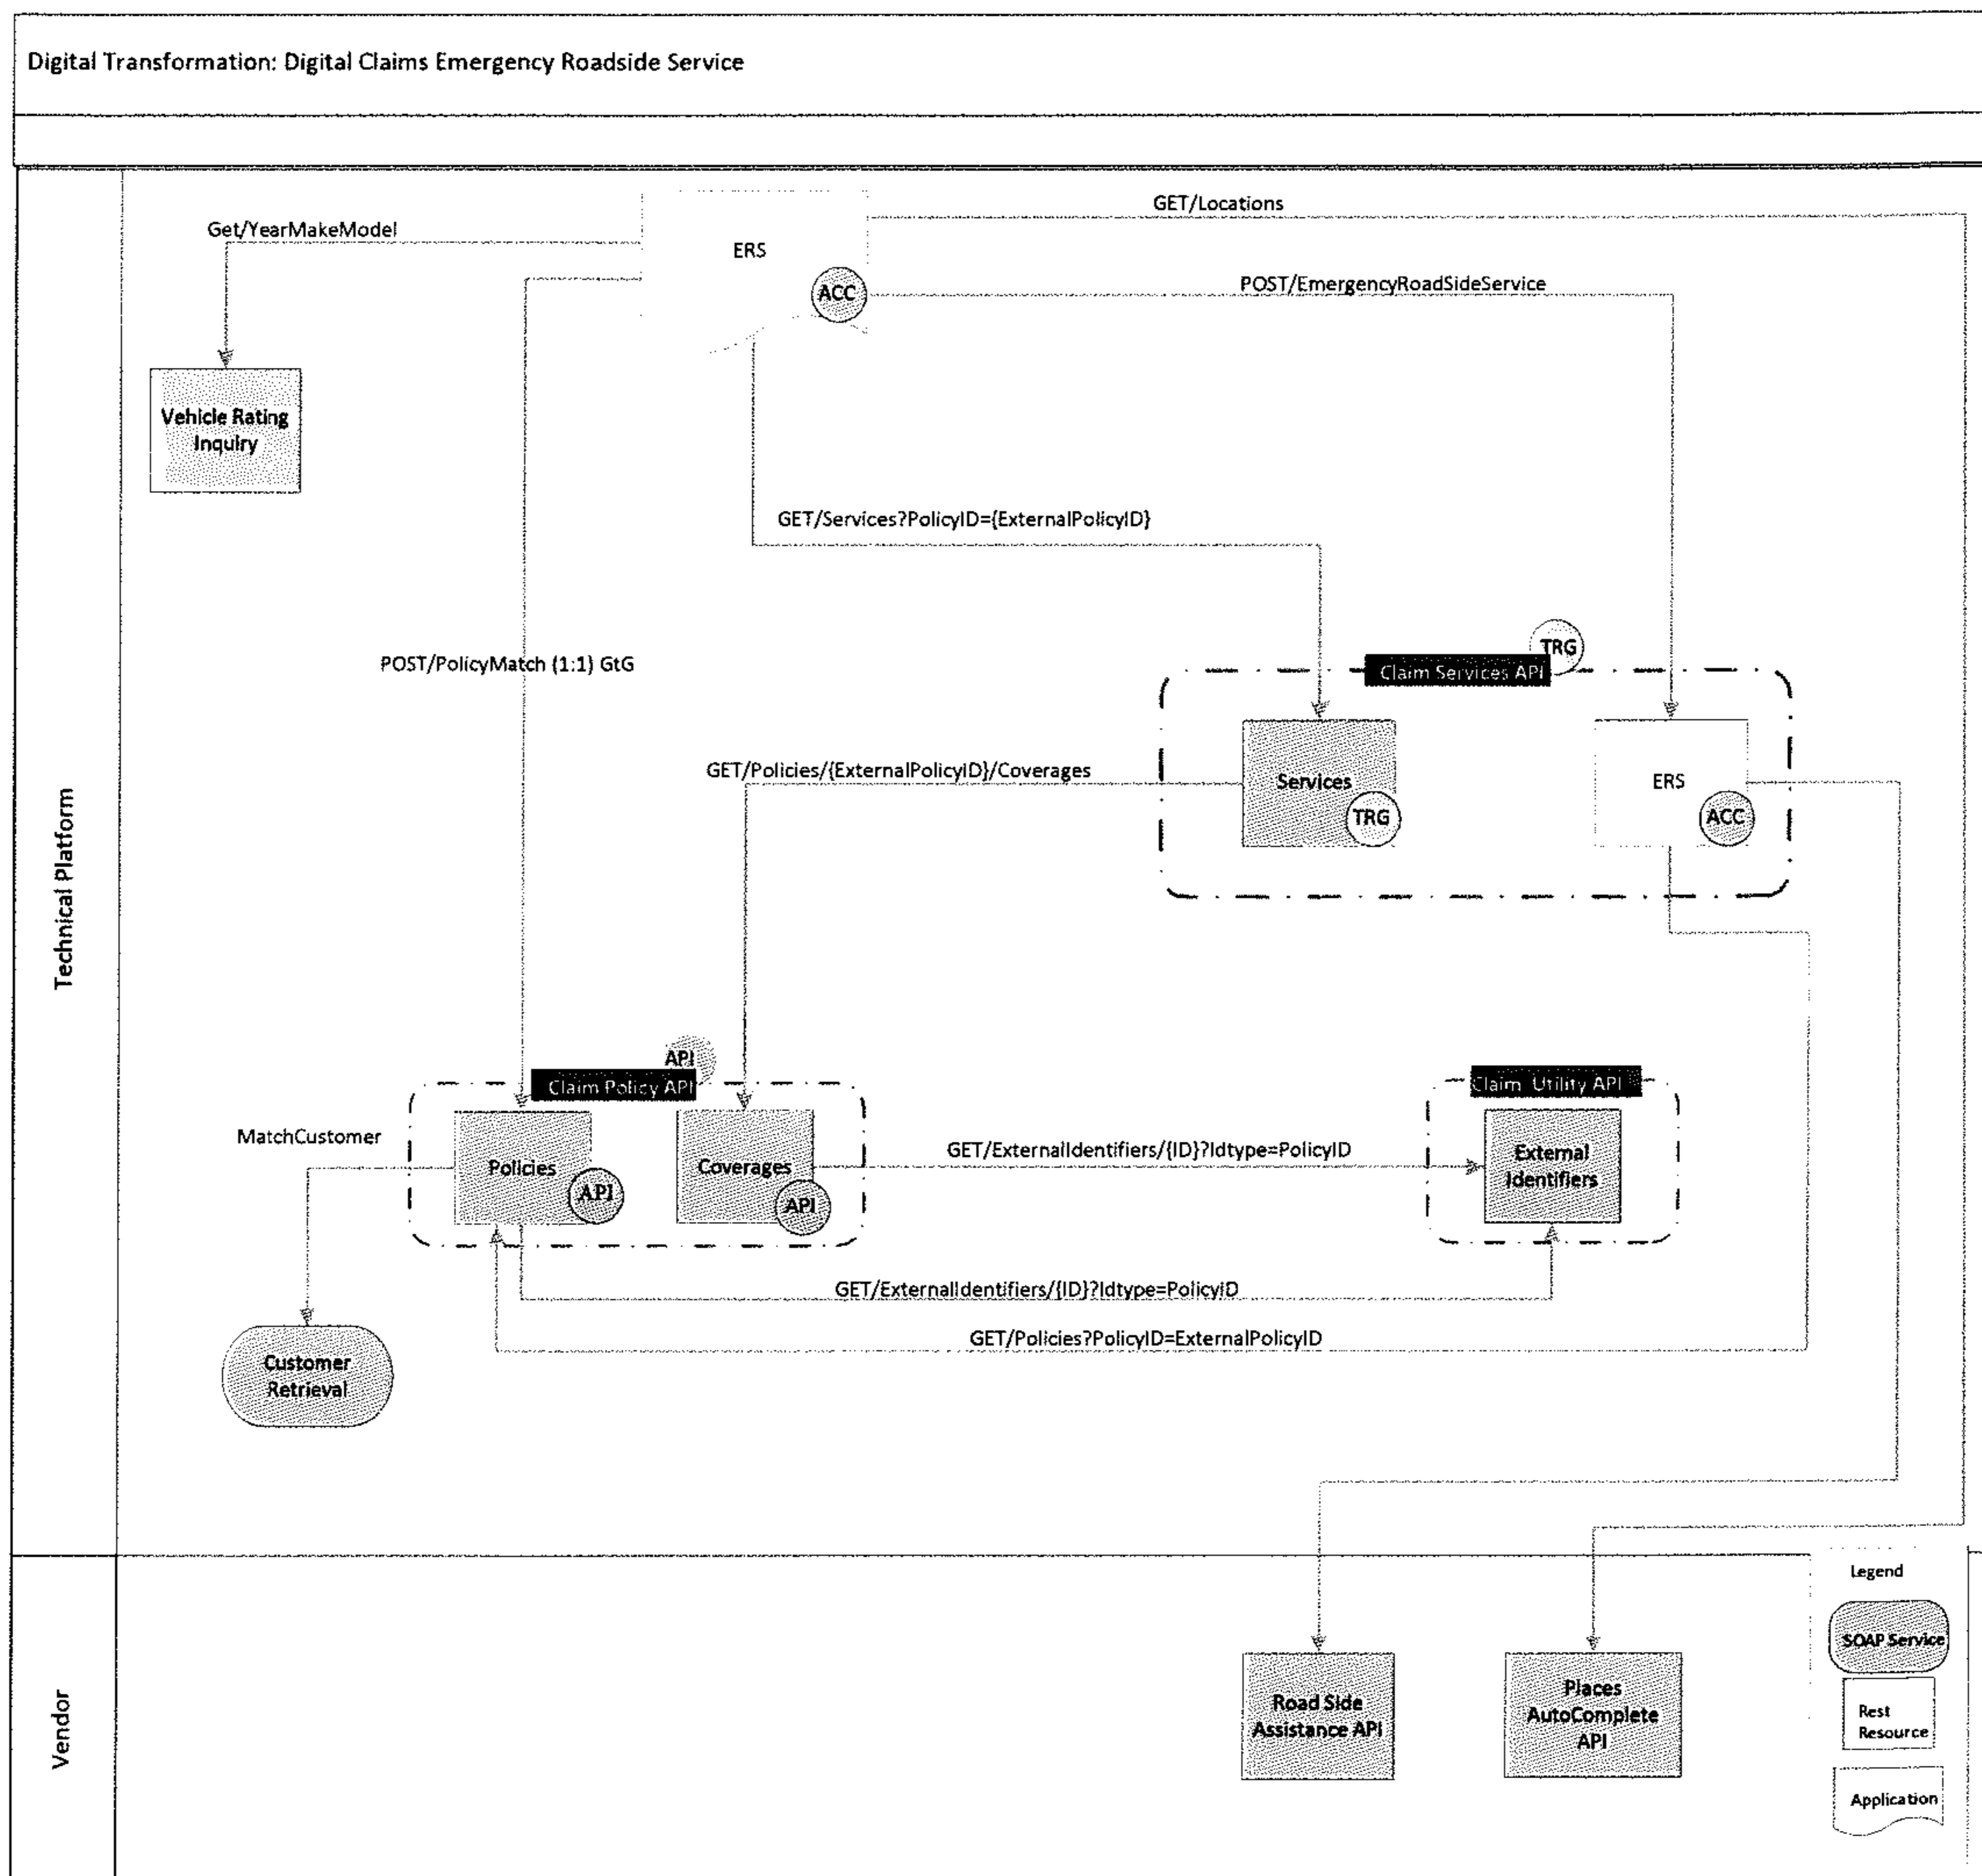 Digital Transformation: Digital Claims Emergency Roadside Service
Technical Platform
GET/Locations
Get/YearMakeModel
ERS
ACC
POST/EmergencyRoadSideService
Vehicle Rating
Inquiry
GET/Services?PolicyID={ExternalPolicyID}
POST/PolicyMatch (1:1) GtG
TRG
Claim Services API
GET/Policies/{ExternalPolicyID}/Coverages
Services
TRG
ERS
ACC
API
Claim Policy API
Claim Utility API
MatchCustomer
Policies
API
Coverages
API
GET/ExternalIdentifiers/{ID}?Idtype=PolicyID
External
Identifiers
GET/ExternalIdentifiers/{ID}?Idtype=PolicyID
GET/Policies?PolicyID=ExternalPolicyID
Customer
Retrieval
Vendor
Road Side
Assistance API
Places
AutoComplete
API
Legend
SOAP Service
Rest
Resource
Application